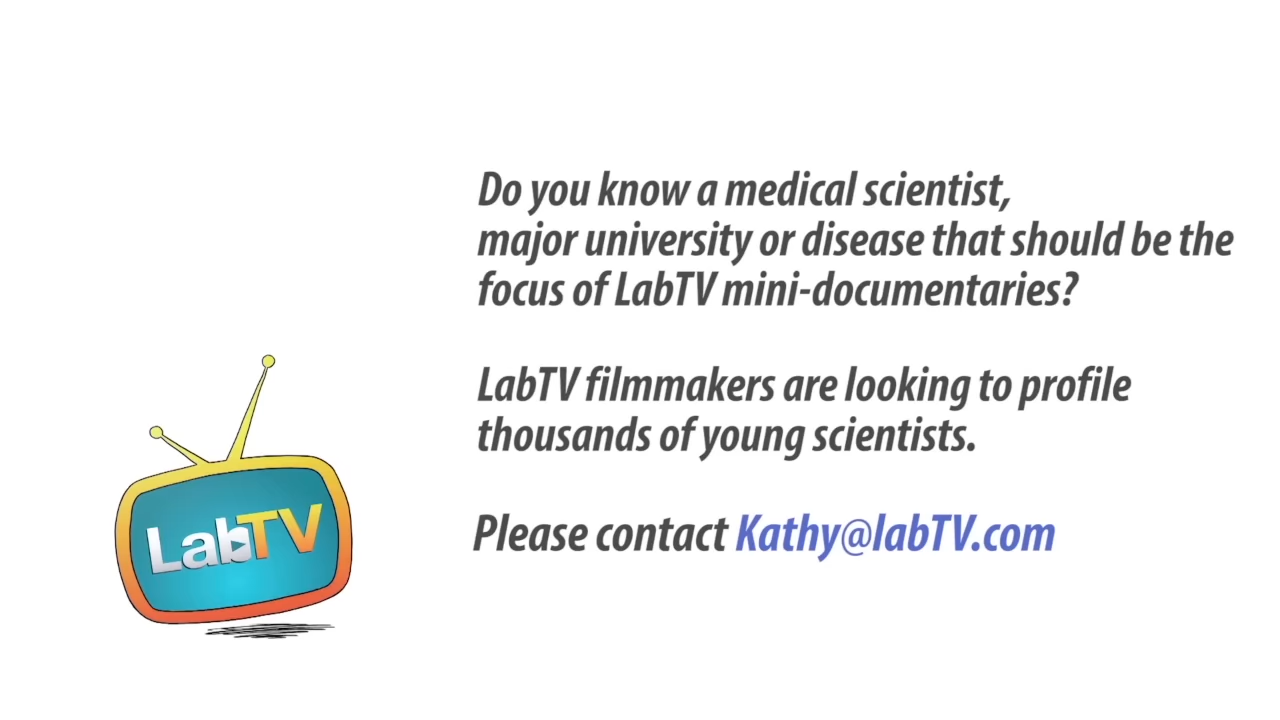 Do you know a medical scientist,
major university or disease that should be the
focus of LabTV mini-documentaries?
LabTV filmmakers are looking to profile
thousands of young scientists.
LabTV
Please contact Kathy@labTV.com